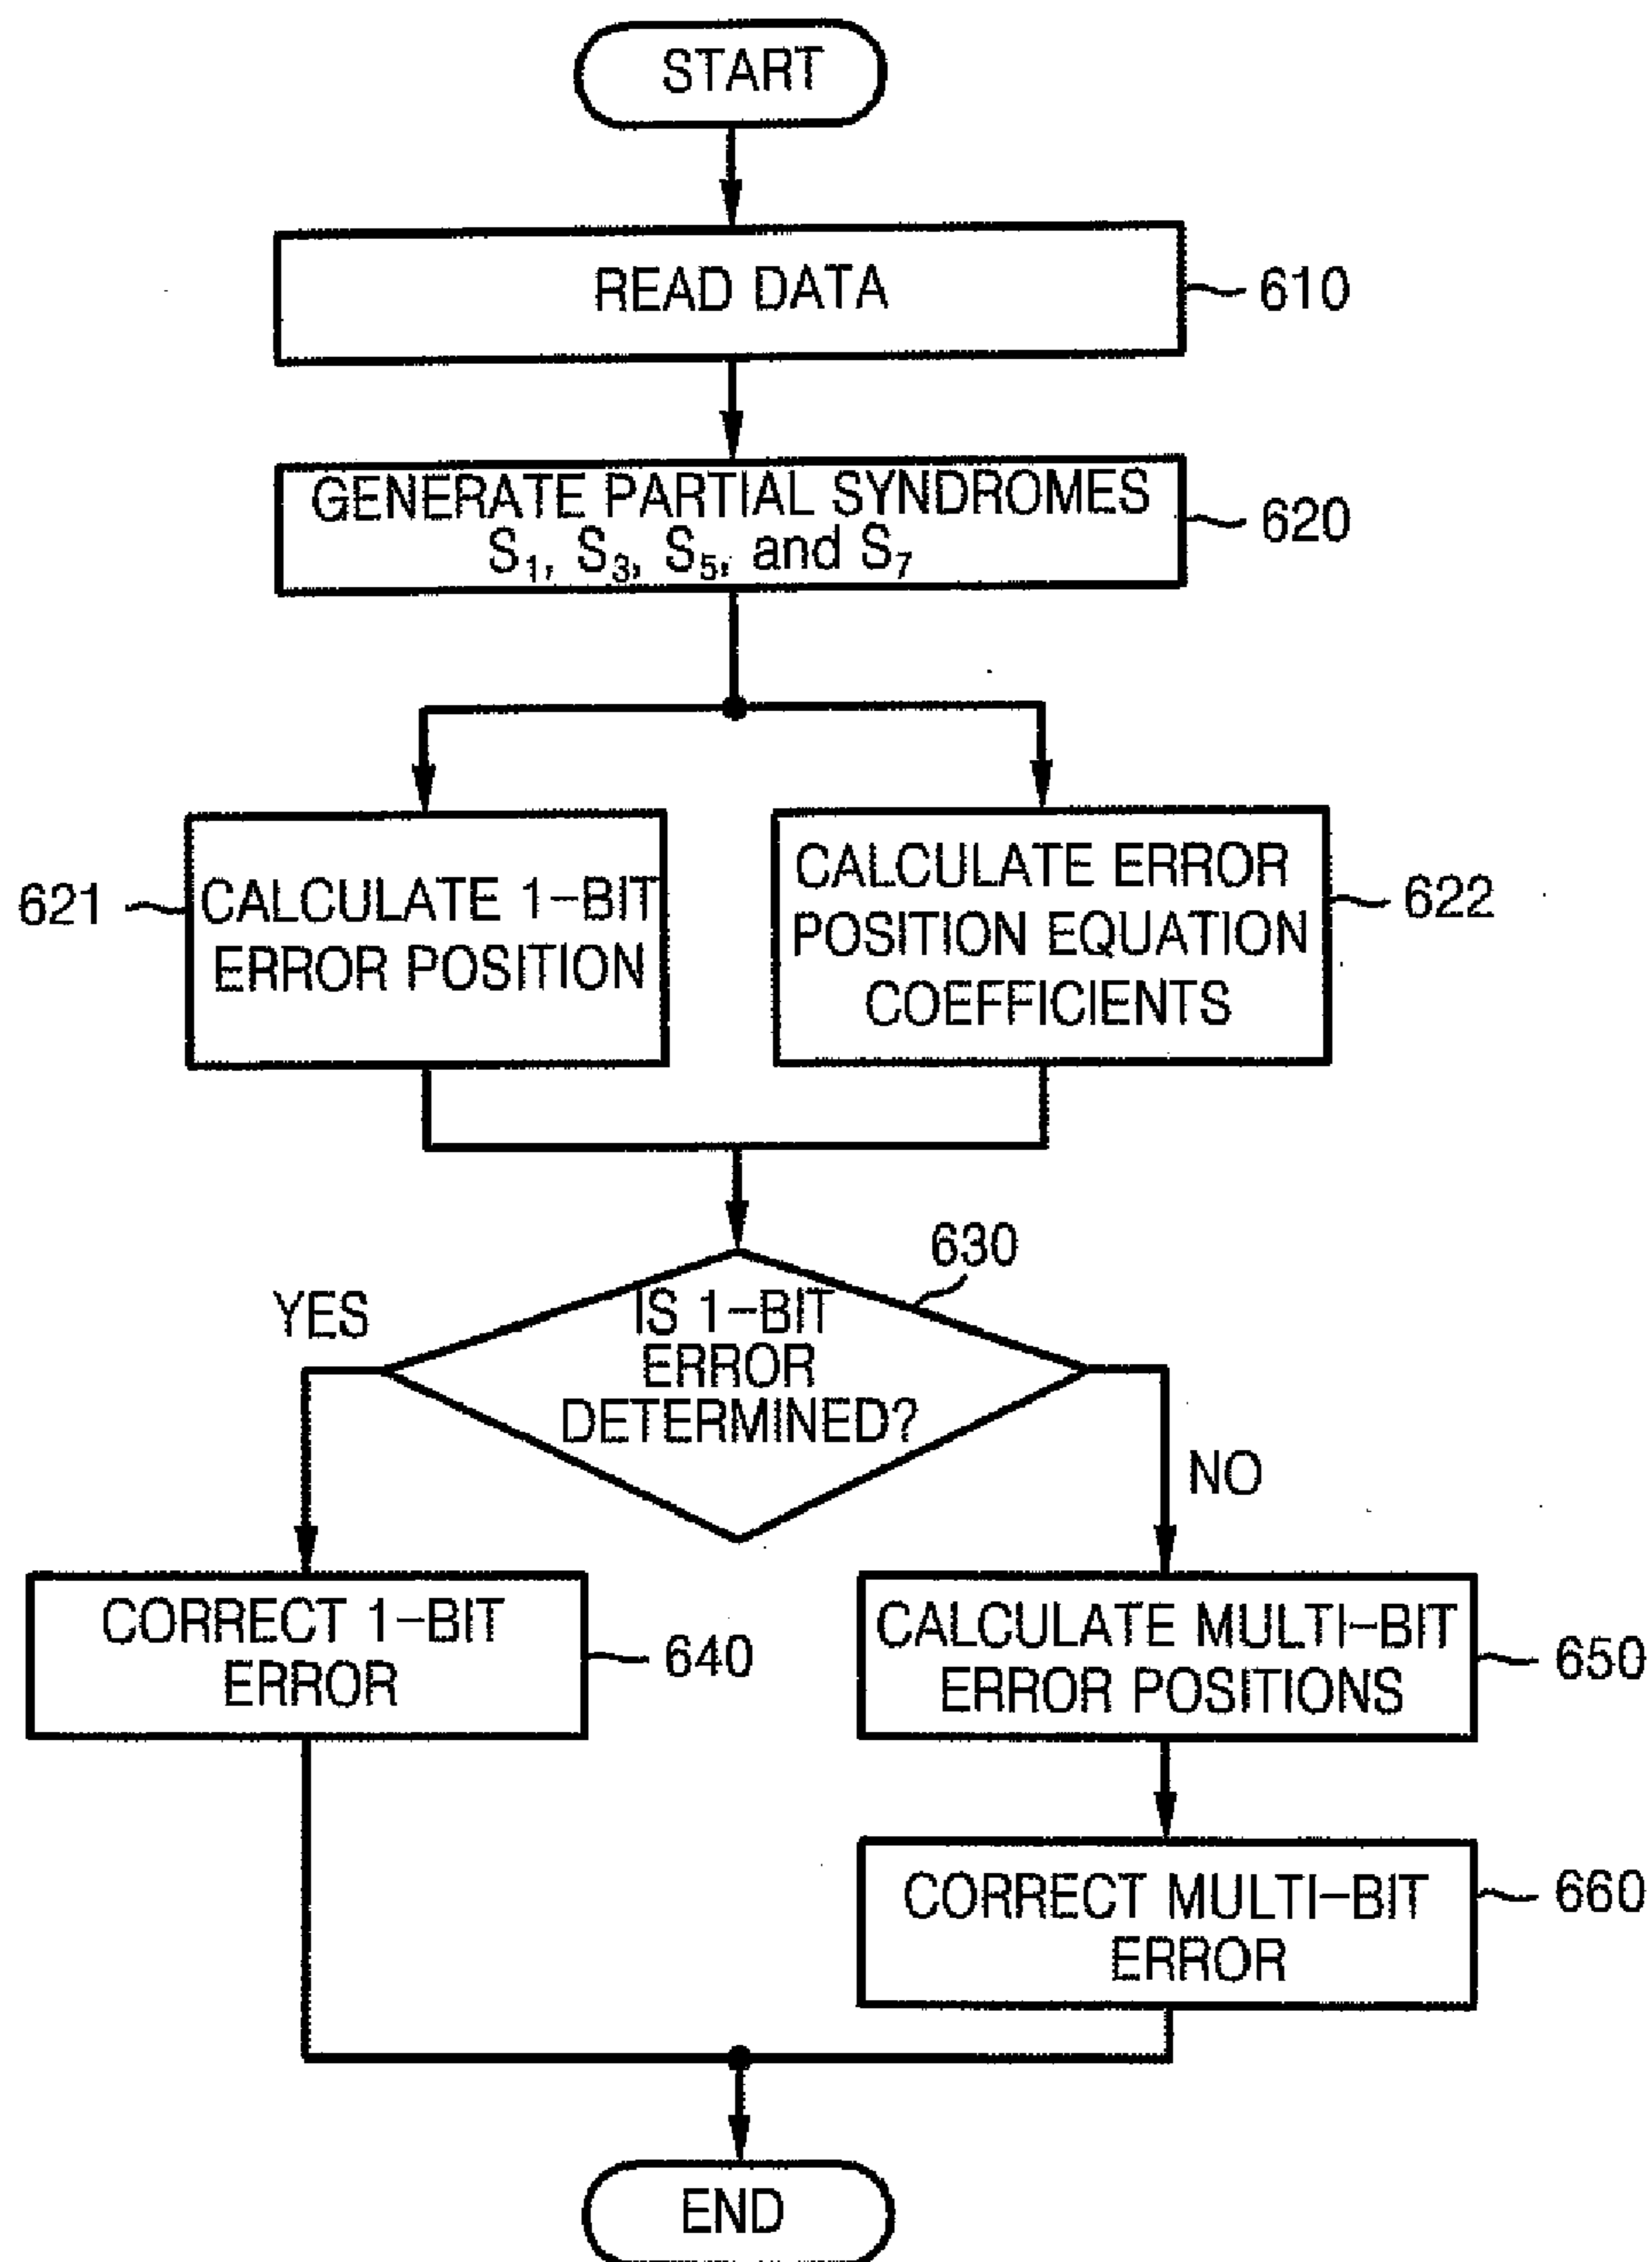 START
READ DATA
610
GENERATE PARTIAL SYNDROMES
S₁, S₃, S₅, and S₇
620
621
CALCULATE 1-BIT
ERROR POSITION
CALCULATE ERROR
POSITION EQUATION
COEFFICIENTS
622
630
YES
IS 1-BIT
ERROR
DETERMINED?
NO
CORRECT 1-BIT
ERROR
640
CALCULATE MULTI-BIT
ERROR POSITIONS
650
CORRECT MULTI-BIT
ERROR
660
END